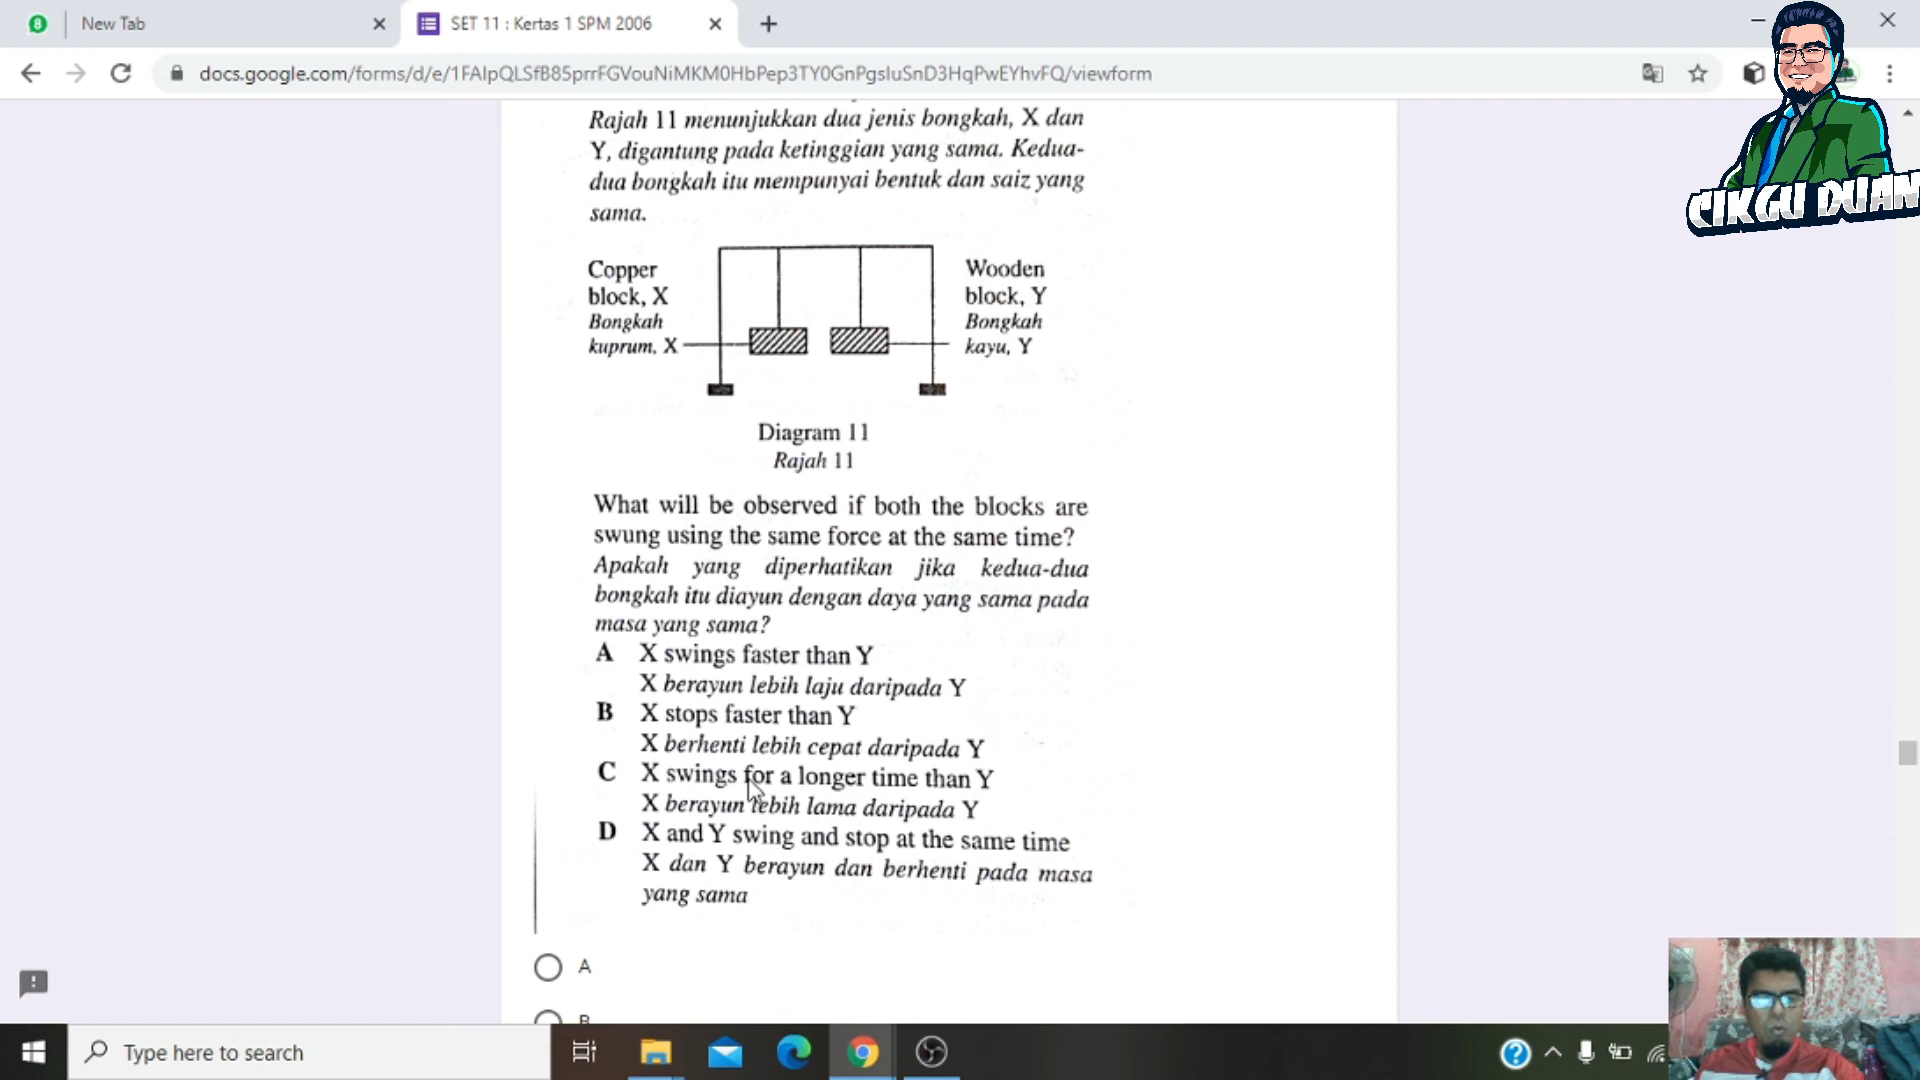 8
New Tab
SET 11 : Kertas 1 SPM 2006
docs.google.com/forms/d/e/1FAIpQLSfB85prrFGVouNiMKM0HbPep3TY0GnPgsIuSnD3HqPwEYhvFQ/viewform
CIKGU DUAN
Rajah 11 menunjukkan dua jenis bongkah, X dan
Y, digantung pada ketinggian yang sama. Kedua-
dua bongkah itu mempunyai bentuk dan saiz yang
sama.
Copper
block, X
Bongkah
kuprum, X
Wooden
block, Y
Bongkah
kayu, Y
Diagram 11
Rajah 11
What will be observed if both the blocks are
swung using the same force at the same time?
Apakah yang diperhatikan jika kedua-dua
bongkah itu diayun dengan daya yang sama pada
masa yang sama?
A X swings faster than Y
X berayun lebih laju daripada Y
B X stops faster than Y
X berhenti lebih cepat daripada Y
C X swings for a longer time than Y
X berayun lebih lama daripada Y
D X and Y swing and stop at the same time
X dan Y berayun dan berhenti pada masa
yang sama
A
Type here to search